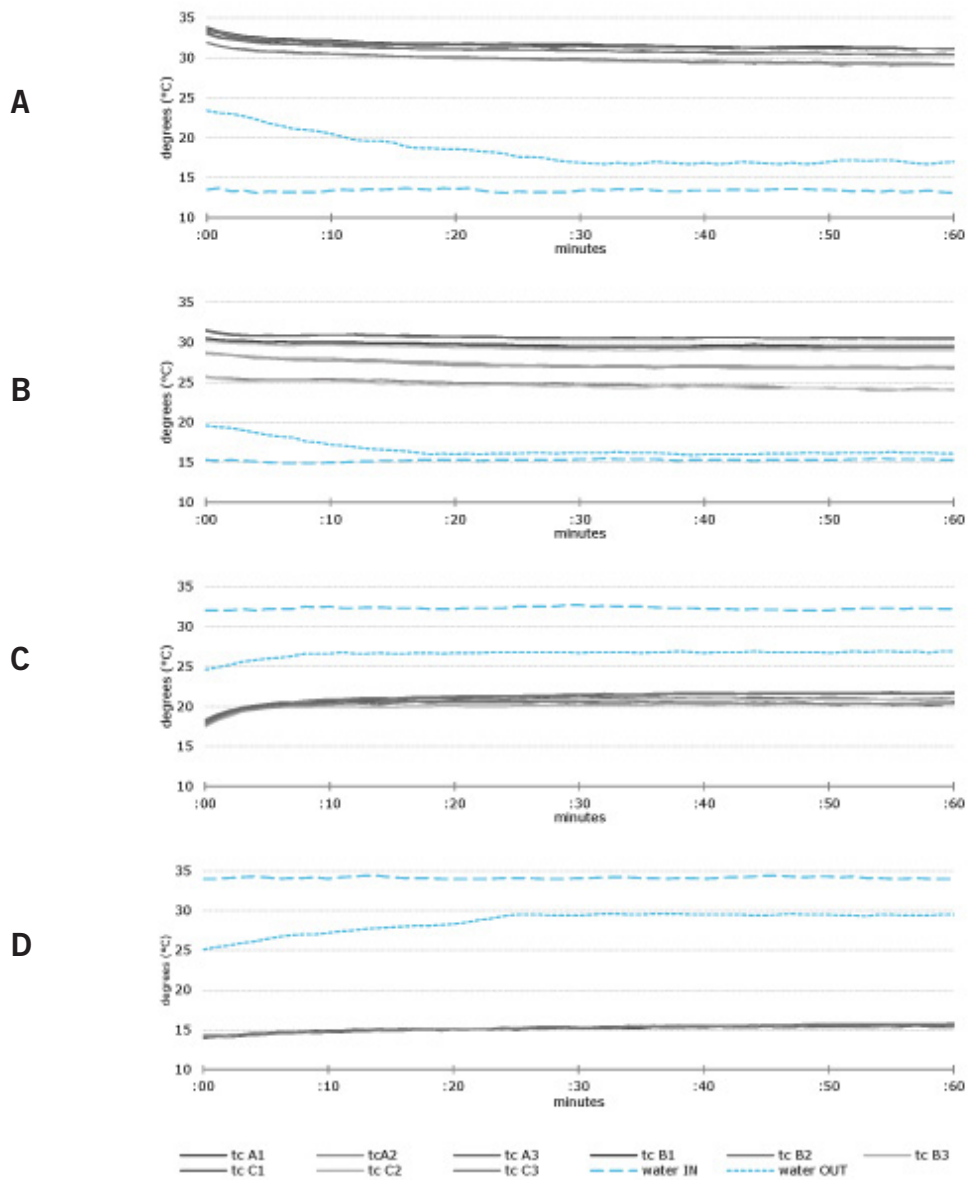 A
degrees (°C)
35
30
25
20
15
10
:00 :10 :20 :30 :40 :50 :60
minutes
B
degrees (°C)
35
30
25
20
15
10
:00 :10 :20 :30 :40 :50 :60
minutes
C
degrees (°C)
35
30
25
20
15
10
:00 :10 :20 :30 :40 :50 :60
minutes
D
degrees (°C)
35
30
25
20
15
10
:00 :10 :20 :30 :40 :50 :60
minutes
tc A1 tcA2 tc A3 tc B1 tc B2 tc B3
tc C1 tc C2 tc C3 water IN water OUT